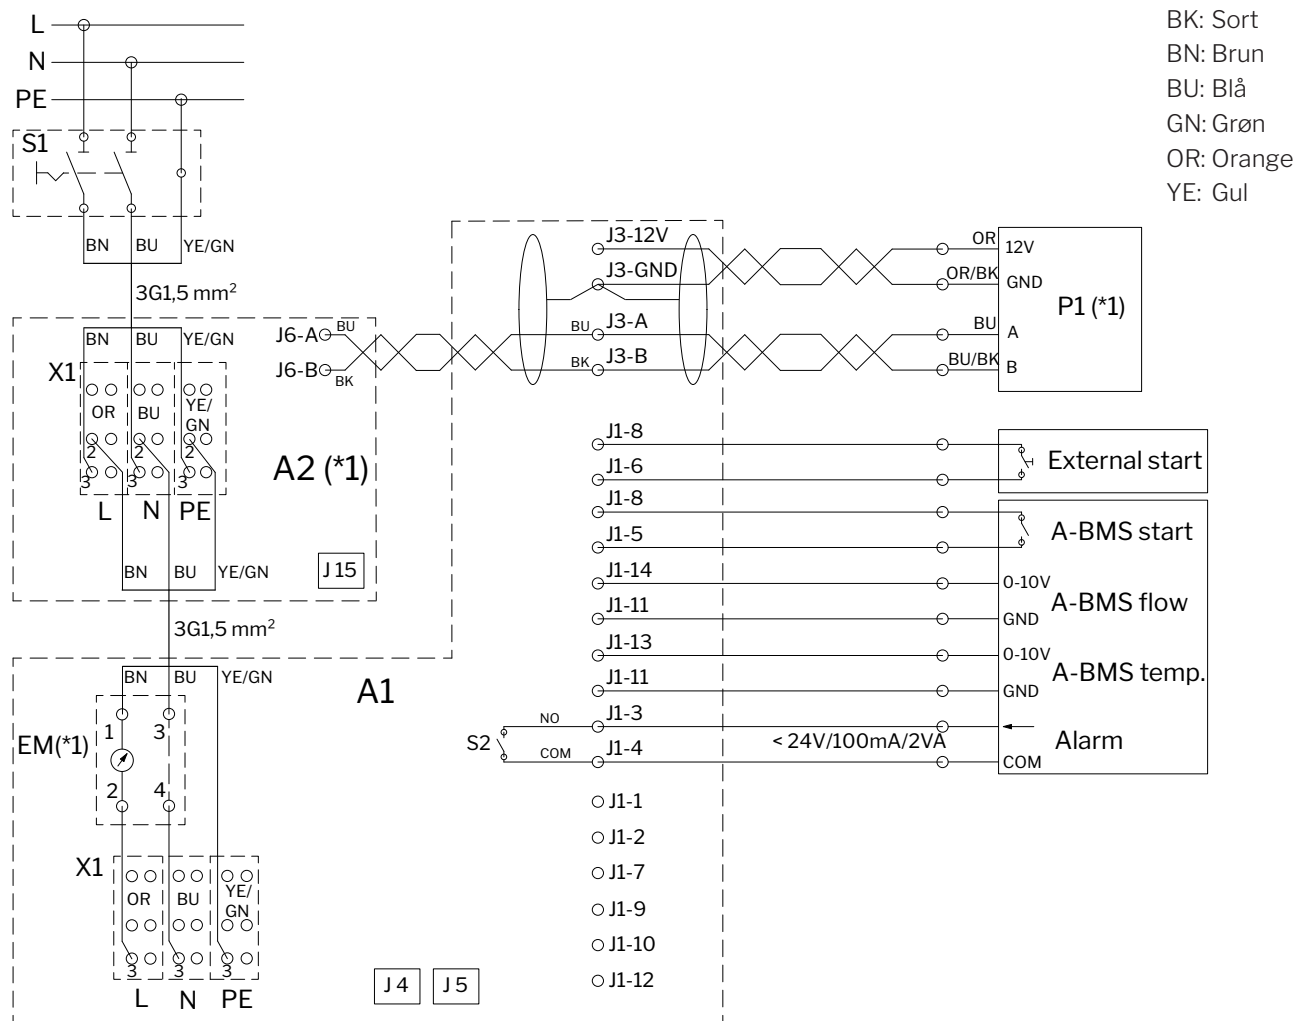 L
N
PE
S1
BN BU YE/GN
3G1,5 mm²
BN BU YE/GN
X1
OR BU YE/
GN
2 2 2
3 3 3
L N PE
A2 (*1)
J6-A BU
J6-B BK
BN BU YE/GN
J 15
3G1,5 mm²
BN BU YE/GN
A1
EM(*1)
1 3
2 4
X1
OR BU YE/
GN
3 3 3
L N PE
J 4 J 5
J3-12V
J3-GND
BU J3-A
BK J3-B
OR 12V
OR/BK GND
BU A
BU/BK B
P1 (*1)
J1-8
J1-6
External start
J1-8
J1-5
A-BMS start
J1-14 0-10V
A-BMS flow
J1-11 GND
J1-13 0-10V
A-BMS temp.
J1-11 GND
S2
NO J1-3
COM J1-4
< 24V/100mA/2VA
Alarm
COM
J1-1
J1-2
J1-7
J1-9
J1-10
J1-12
BK: Sort
BN: Brun
BU: Blå
GN: Grøn
OR: Orange
YE: Gul